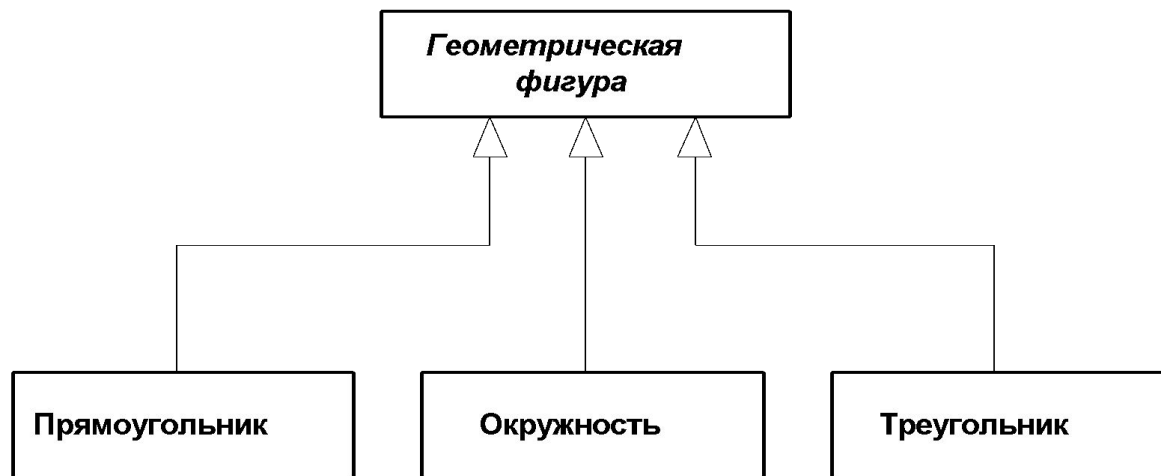 Геометрическая
фигура
Прямоугольник
Окружность
Треугольник